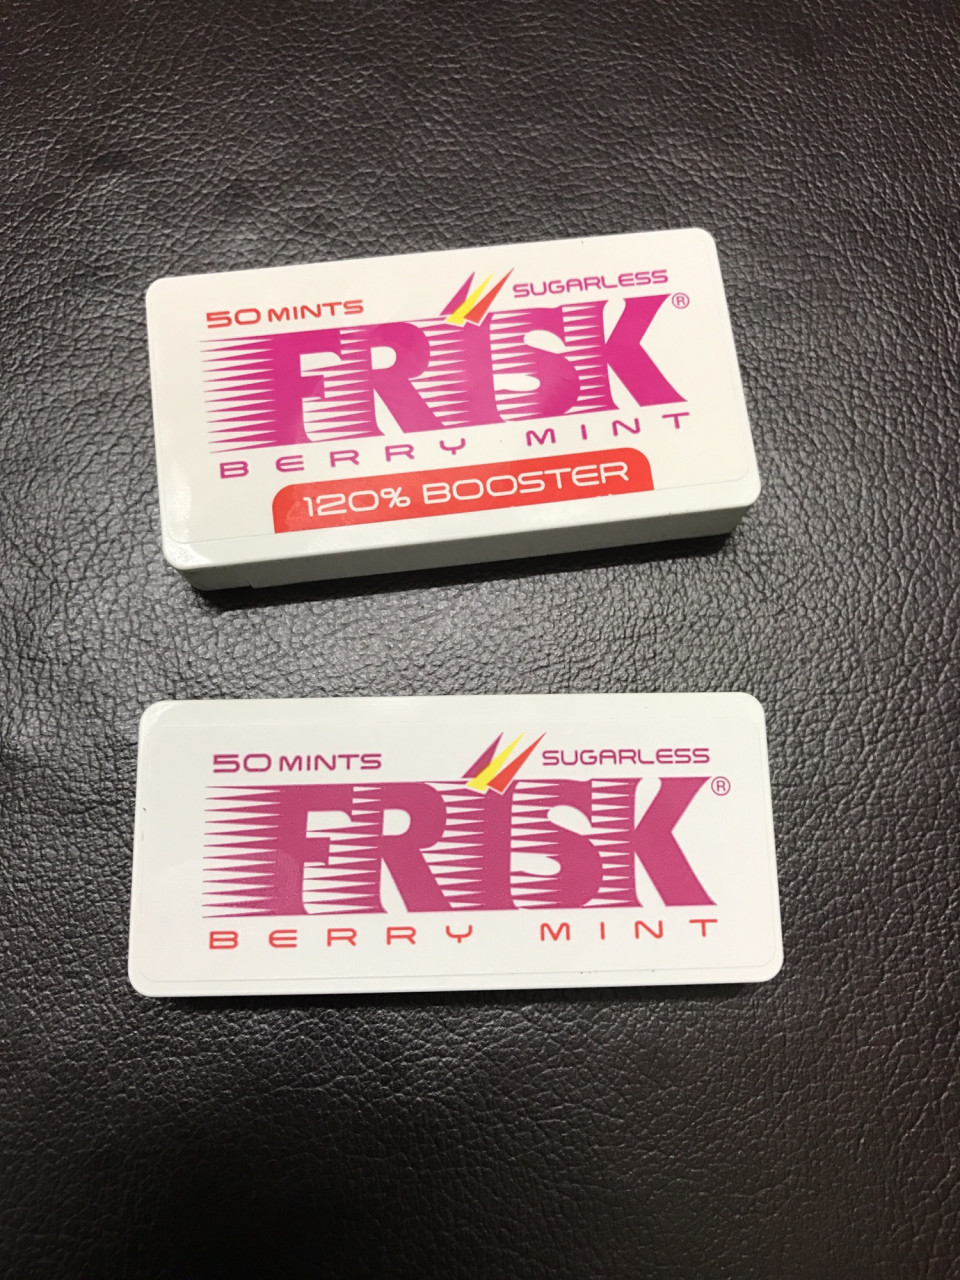 50 MINTS SUGARLESS
FRISK®
BERRY MINT
120% BOOSTER
50 MINTS SUGARLESS
FRISK®
BERRY MINT